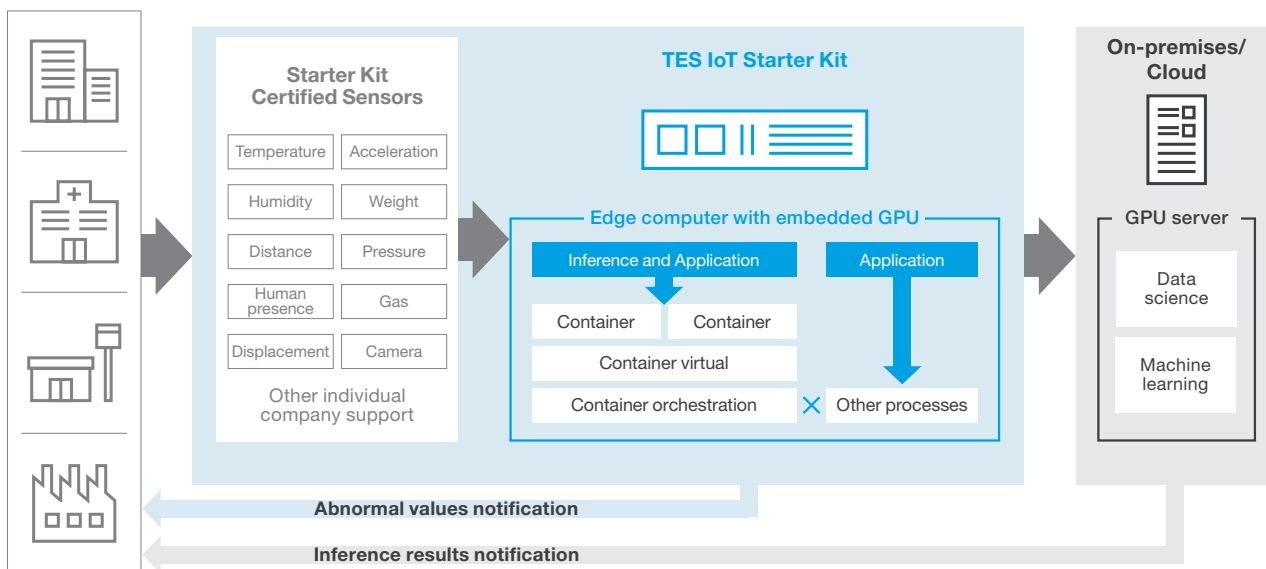 Starter Kit
Certified Sensors
Temperature
Acceleration
Humidity
Weight
Distance
Pressure
Human
presence
Gas
Displacement
Camera
Other individual
company support
TES IoT Starter Kit
Edge computer with embedded GPU
Inference and Application
Application
Container
Container
Container virtual
Container orchestration
Other processes
On-premises/
Cloud
GPU server
Data
science
Machine
learning
Abnormal values notification
Inference results notification